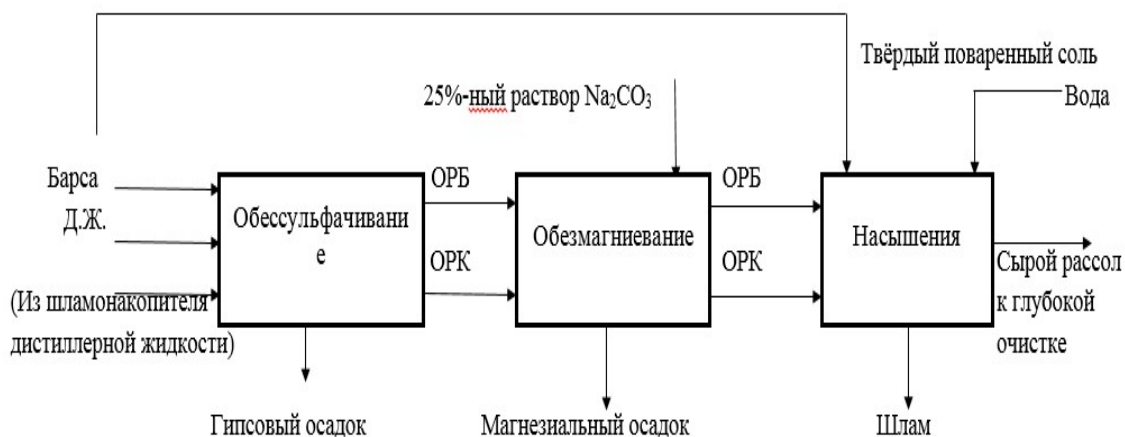 Твёрдый поваренный соль
25%-ный раствор Na₂CO₃
Вода
Барса
Д.Ж.
(Из шламонакопителя
дистиллерной жидкости)
Обессульфачивани
е
ОРБ
ОРК
Обезмагниевание
ОРБ
ОРК
Насышения
Сырой рассол
к глубокой
очистке
Гипсовый осадок
Магнезиальный осадок
Шлам